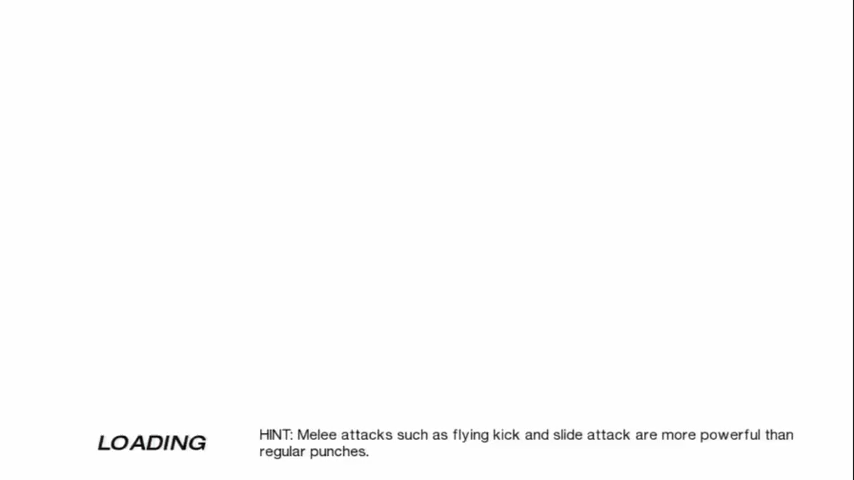 LOADING
HINT: Melee attacks such as flying kick and slide attack are more powerful than
regular punches.